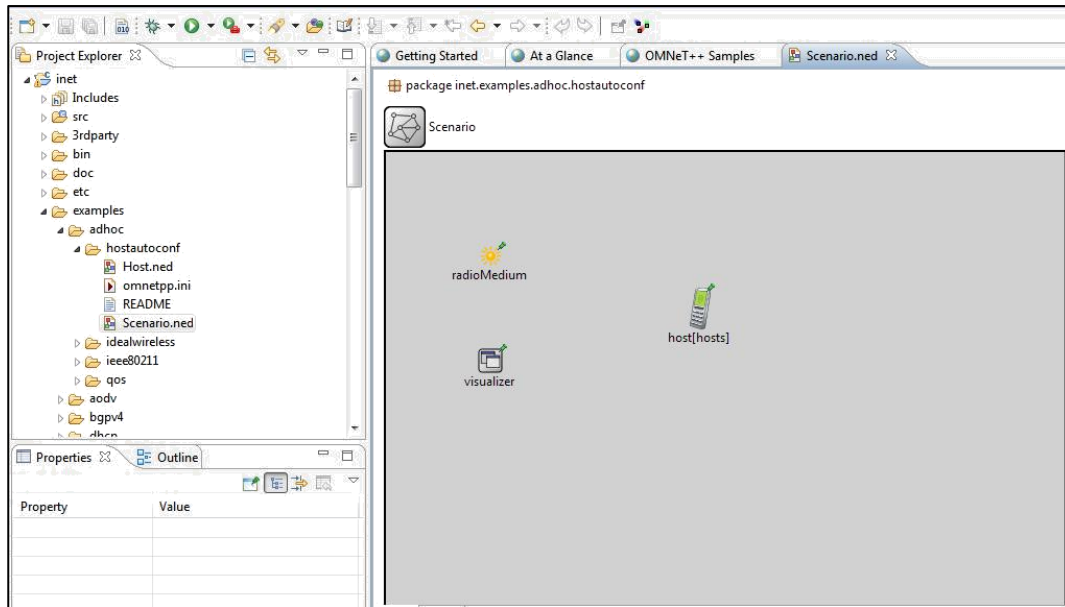 Project Explorer
Getting Started
At a Glance
OMNeT++ Samples
Scenario.ned
inet
Includes
src
3rdparty
bin
doc
etc
examples
adhoc
hostautoconf
Host.ned
omnetpp.ini
README
Scenario.ned
idealwireless
ieee80211
qos
aodv
bgpv4
dhcp
package inet.examples.adhoc.hostautoconf
Scenario
radioMedium
host[hosts]
visualizer
Properties
Outline
Property
Value